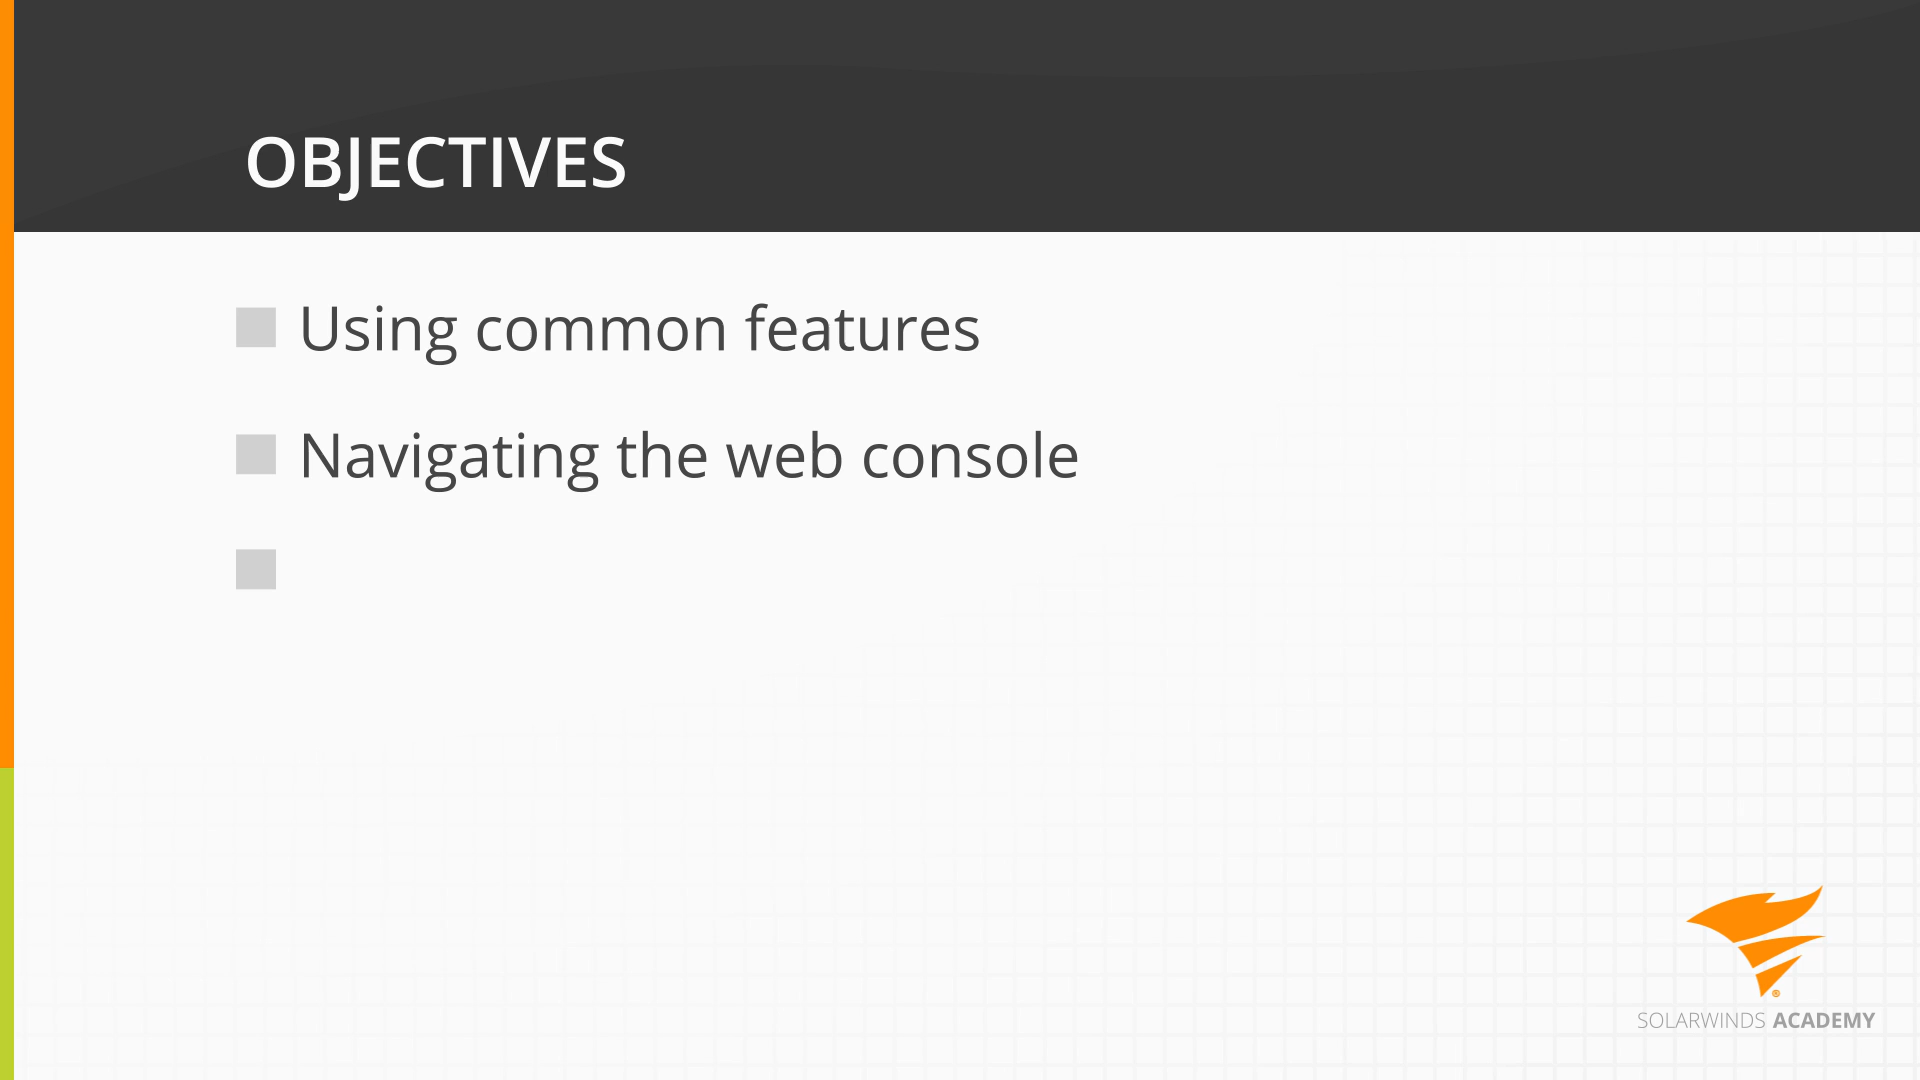 OBJECTIVES
Using common features
Navigating the web console
®
SOLARWINDS ACADEMY